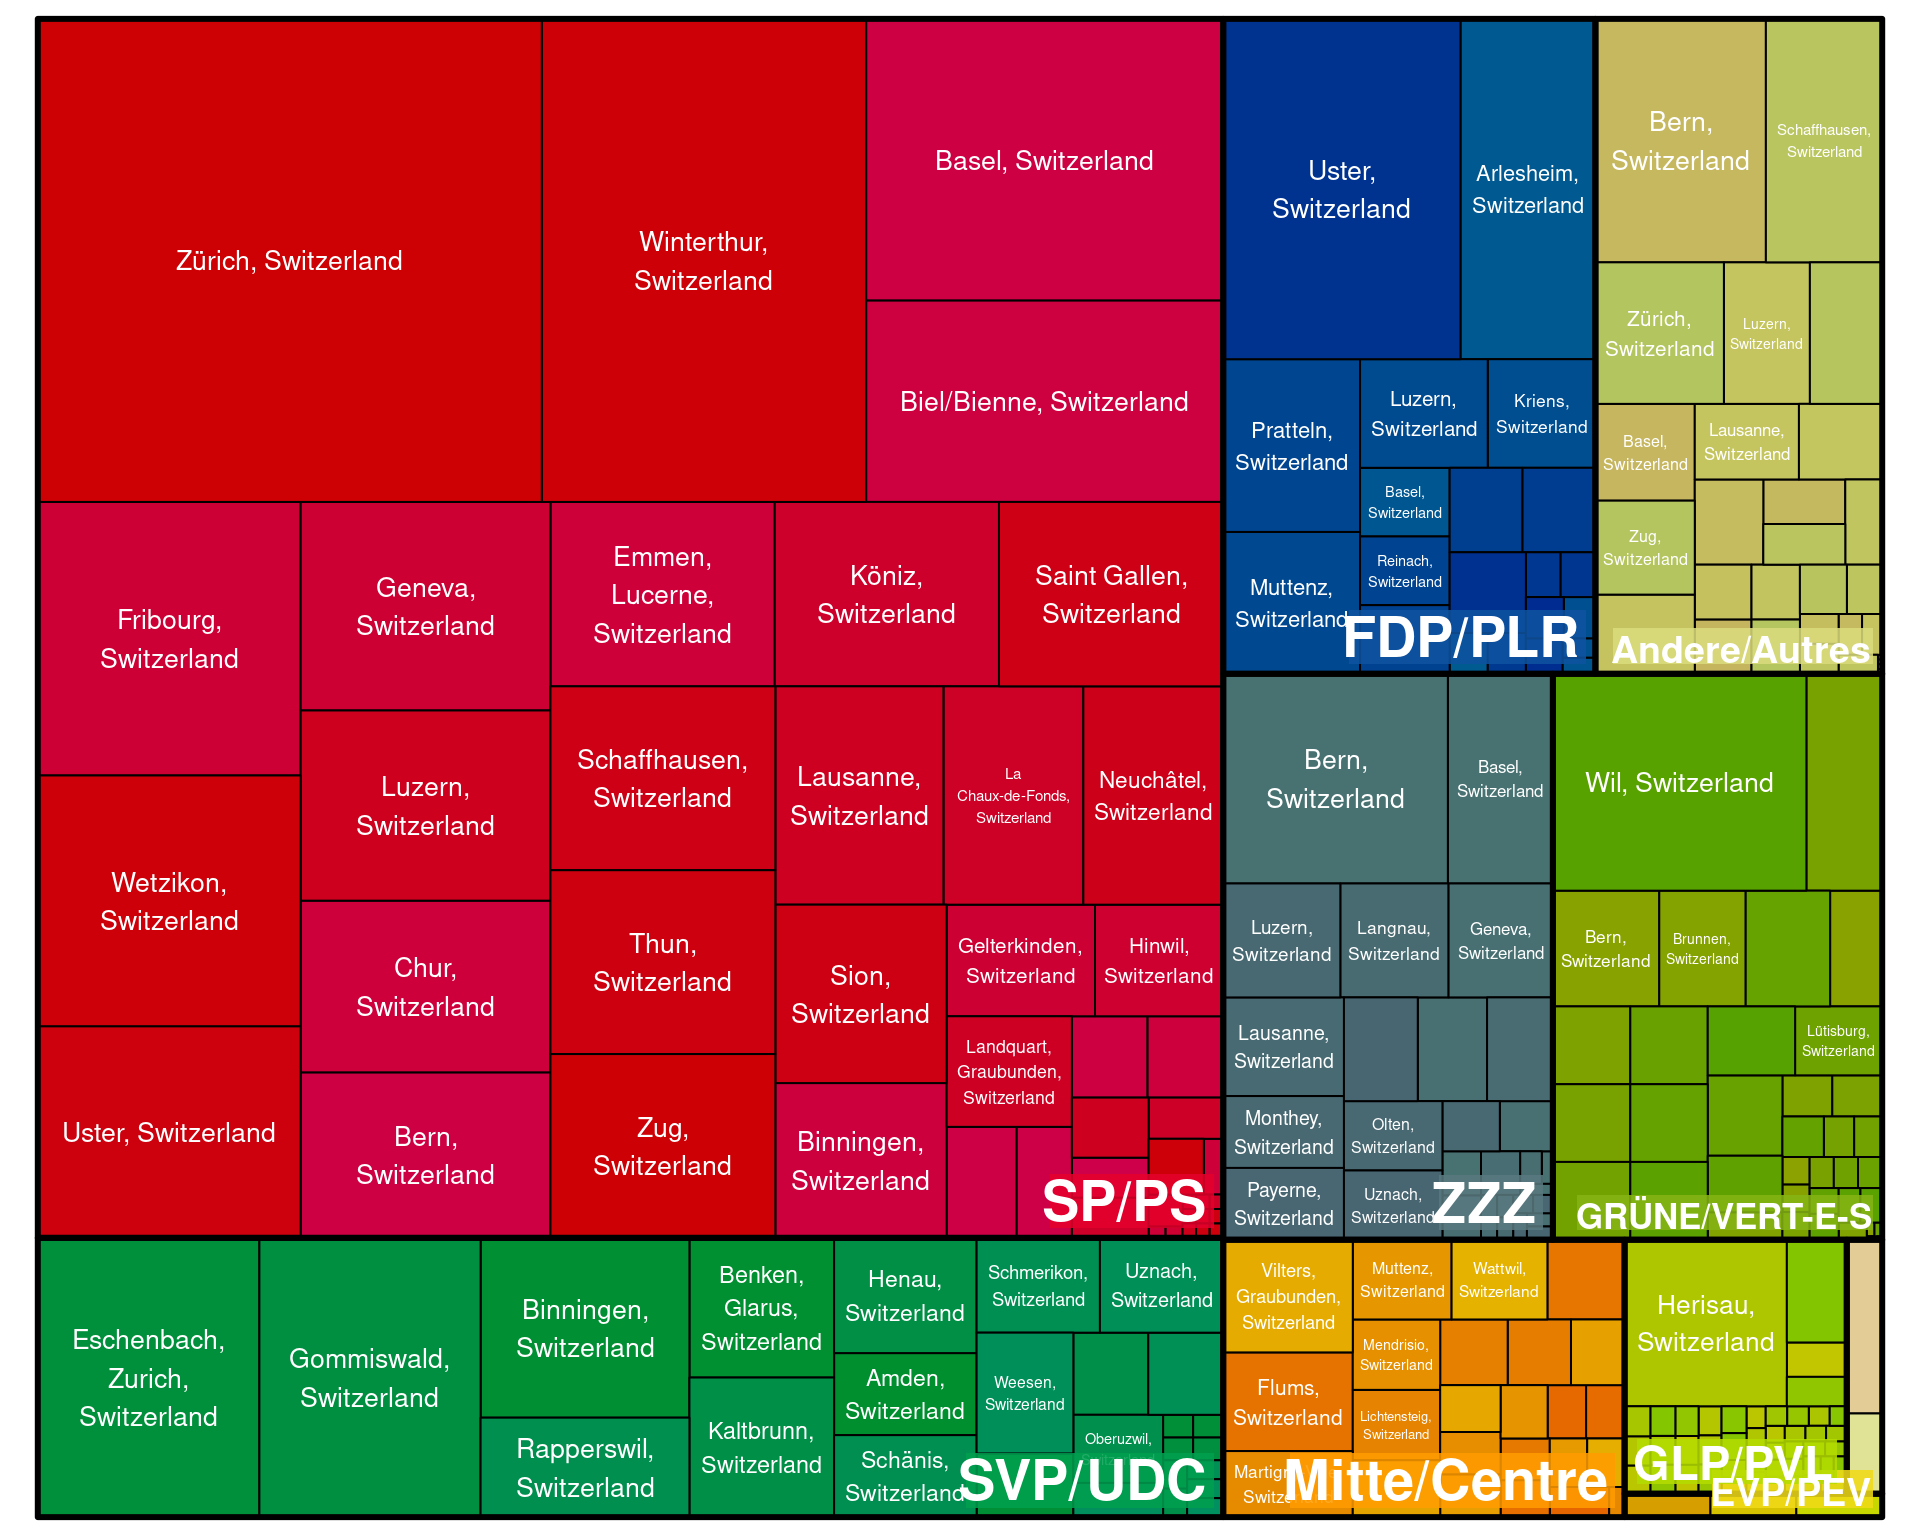 Zürich, Switzerland
Winterthur,
Switzerland
Basel, Switzerland
Biel/Bienne, Switzerland
Fribourg,
Switzerland
Geneva,
Switzerland
Emmen,
Lucerne,
Switzerland
Köniz,
Switzerland
Saint Gallen,
Switzerland
Wetzikon,
Switzerland
Luzern,
Switzerland
Schaffhausen,
Switzerland
Lausanne,
Switzerland
La
Chaux-de-Fonds,
Switzerland
Neuchâtel,
Switzerland
Chur,
Switzerland
Thun,
Switzerland
Sion,
Switzerland
Gelterkinden,
Switzerland
Hinwil,
Switzerland
Landquart,
Graubunden,
Switzerland
Uster, Switzerland
Bern,
Switzerland
Zug,
Switzerland
Binningen,
Switzerland
SP/PS
Uster,
Switzerland
Arlesheim,
Switzerland
Pratteln,
Switzerland
Luzern,
Switzerland
Kriens,
Switzerland
Basel,
Switzerland
Reinach,
Switzerland
Muttenz,
Switzerland
FDP/PLR
Bern,
Switzerland
Schaffhausen,
Switzerland
Zürich,
Switzerland
Luzern,
Switzerland
Basel,
Switzerland
Lausanne,
Switzerland
Zug,
Switzerland
Andere/Autres
Bern,
Switzerland
Basel,
Switzerland
Luzern,
Switzerland
Langnau,
Switzerland
Geneva,
Switzerland
Lausanne,
Switzerland
Monthey,
Switzerland
Olten,
Switzerland
Payerne,
Switzerland
Uznach,
Switzerland
ZZZ
Wil, Switzerland
Bern,
Switzerland
Brunnen,
Switzerland
Lütisburg,
Switzerland
GRÜNE/VERT-E-S
Eschenbach,
Zurich,
Switzerland
Gommiswald,
Switzerland
Binningen,
Switzerland
Rapperswil,
Switzerland
Benken,
Glarus,
Switzerland
Kaltbrunn,
Switzerland
Henau,
Switzerland
Amden,
Switzerland
Schänis,
Switzerland
Schmerikon,
Switzerland
Uznach,
Switzerland
Weesen,
Switzerland
Oberuzwil,
SVP/UDC
Vilters,
Graubunden,
Switzerland
Muttenz,
Switzerland
Wattwil,
Switzerland
Mendrisio,
Switzerland
Flums,
Switzerland
Lichtensteig,
Switzerland
Mitte/Centre
Herisau,
Switzerland
GLP/PVL
EVP/PEV